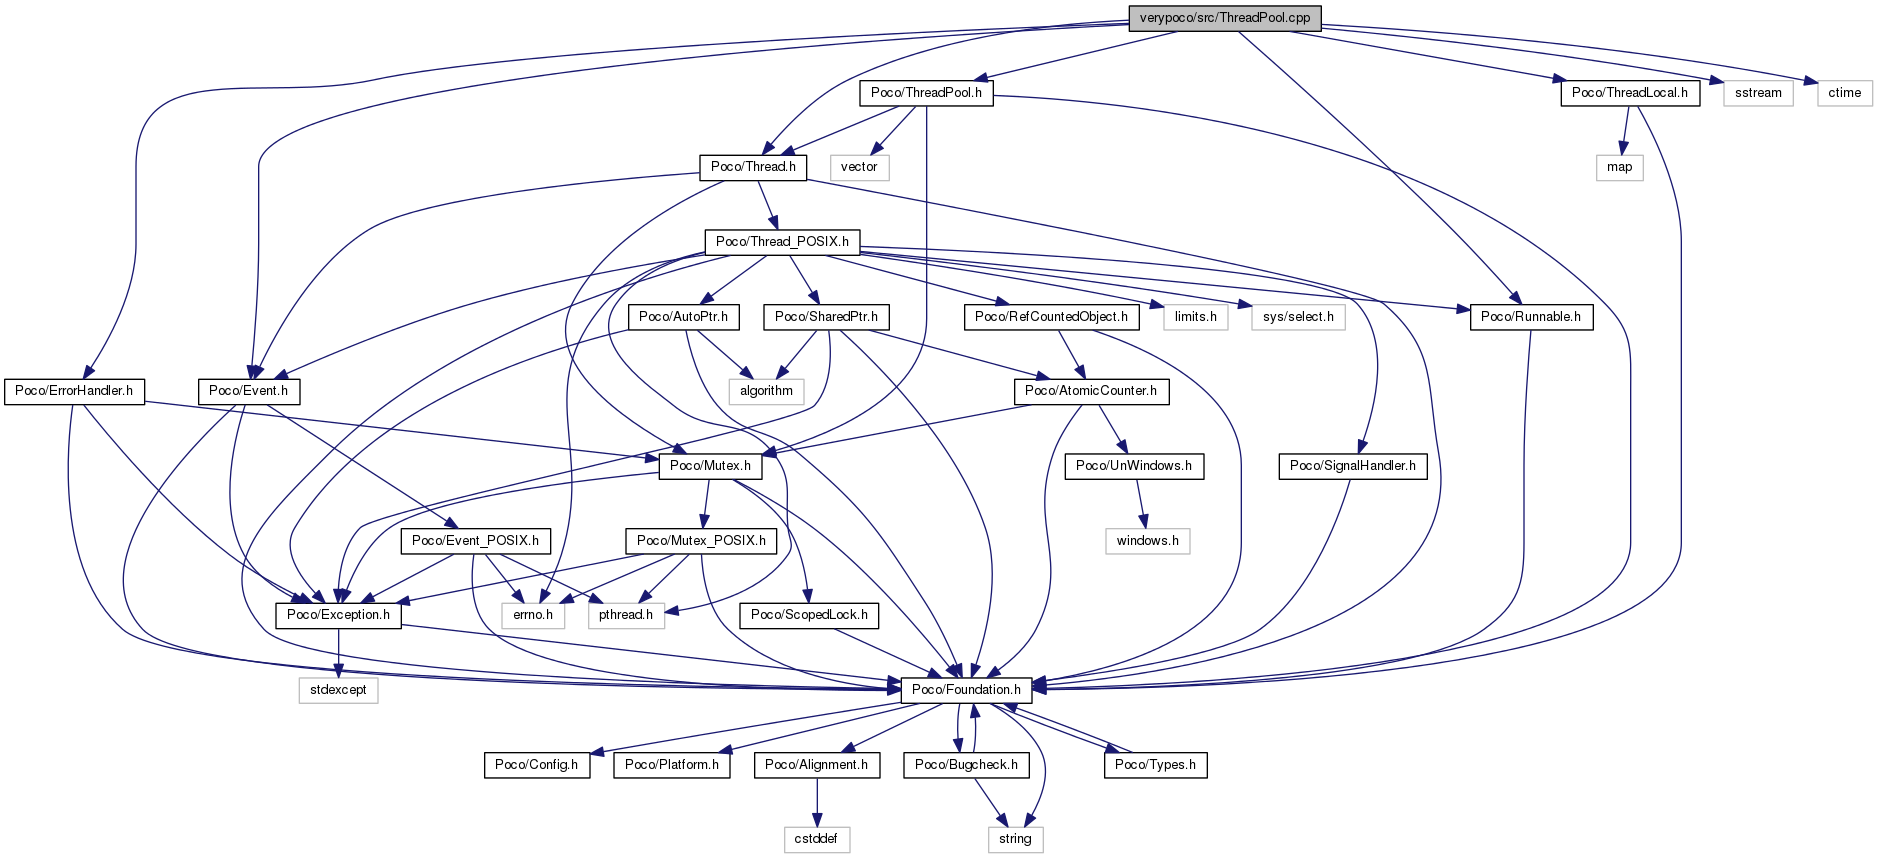 verypoco/src/ThreadPool.cpp
Poco/ThreadPool.h
Poco/ThreadLocal.h
sstream
ctime
Poco/Thread.h
vector
map
Poco/Thread_POSIX.h
Poco/AutoPtr.h
Poco/SharedPtr.h
Poco/RefCountedObject.h
limits.h
sys/select.h
Poco/Runnable.h
Poco/ErrorHandler.h
Poco/Event.h
algorithm
Poco/AtomicCounter.h
Poco/Mutex.h
Poco/UnWindows.h
Poco/SignalHandler.h
Poco/Event_POSIX.h
Poco/Mutex_POSIX.h
windows.h
Poco/Exception.h
errno.h
pthread.h
Poco/ScopedLock.h
stdexcept
Poco/Foundation.h
Poco/Config.h
Poco/Platform.h
Poco/Alignment.h
Poco/Bugcheck.h
Poco/Types.h
cstddef
string